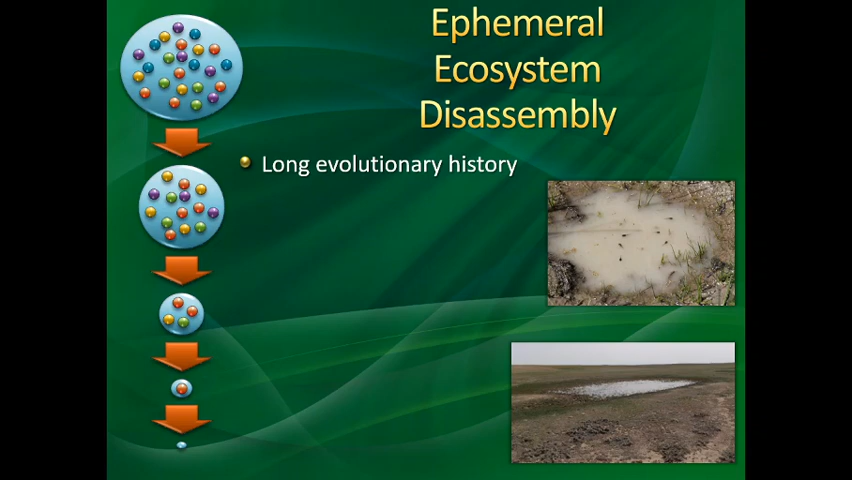 Ephemeral
Ecosystem
Disassembly
Long evolutionary history